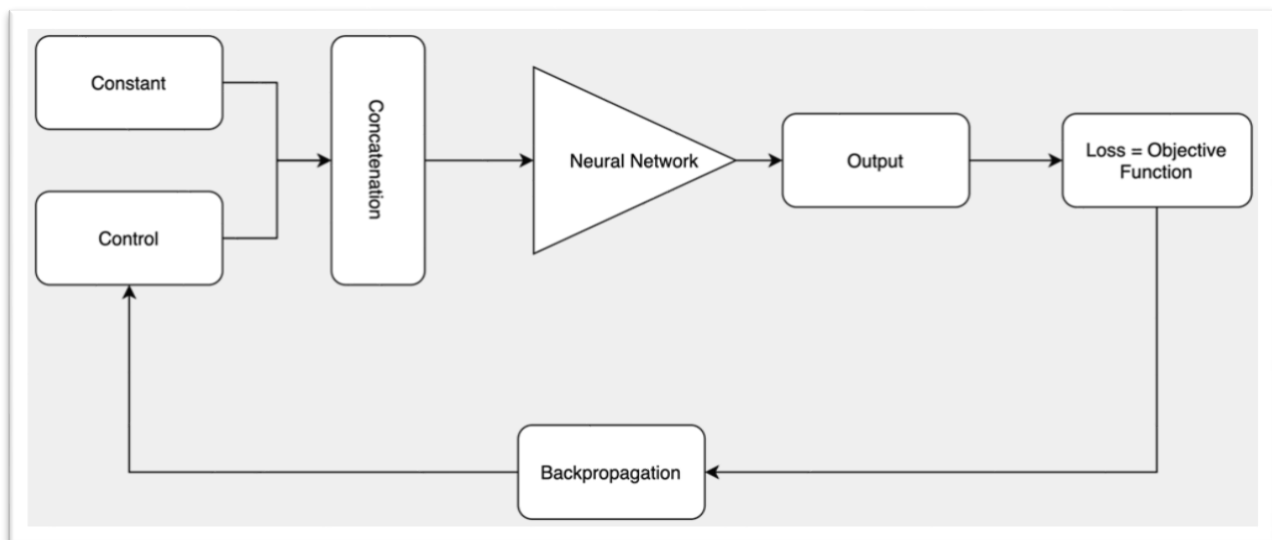 Constant
Control
Concatenation
Neural Network
Output
Loss = Objective
Function
Backpropagation